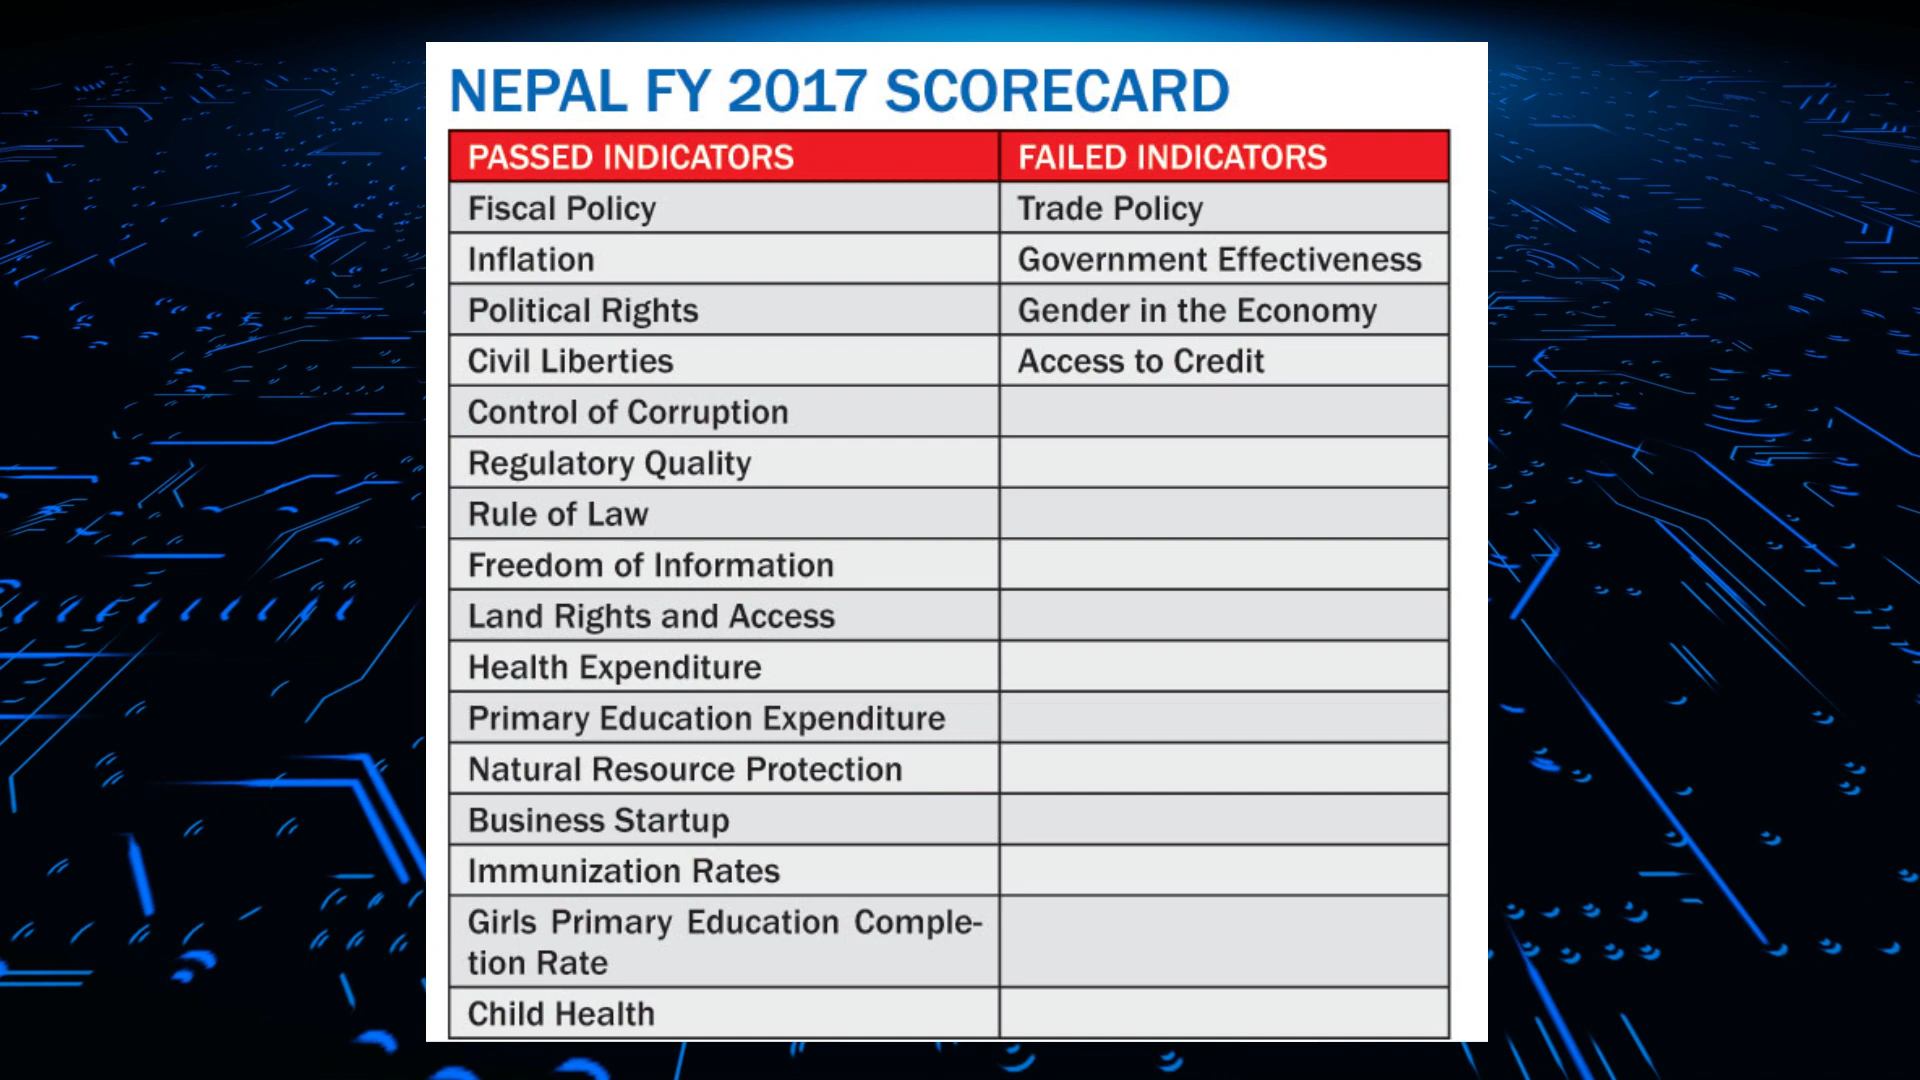 NEPAL FY 2017 SCORECARD
PASSED INDICATORS FAILED INDICATORS
Fiscal Policy Trade Policy
Inflation Government Effectiveness
Political Rights Gender in the Economy
Civil Liberties Access to Credit
Control of Corruption
Regulatory Quality
Rule of Law
Freedom of Information
Land Rights and Access
Health Expenditure
Primary Education Expenditure
Natural Resource Protection
Business Startup
Immunization Rates
Girls Primary Education Comple-
tion Rate
Child Health